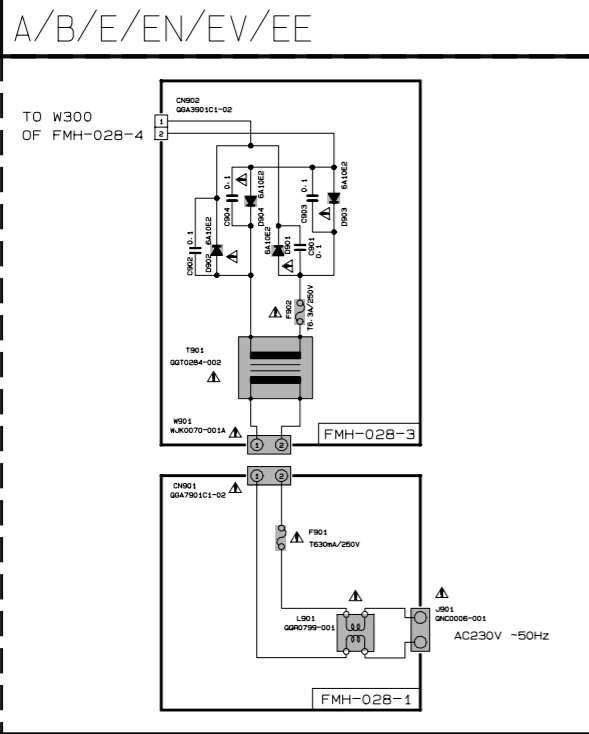 A/B/E/EN/EV/EE
CN902
QGA3901C1-02
TO W300
OF FMH-028-4
1
2
C904 0.1
6A10E2
D904
C903 0.1
6A10E2
D903
C902 0.1
D902 6A10E2
6A10E2
D901
C901
0.1
F902
T6.3A/250V
T901
QQT0284-002
W901
WJK0070-001A
1 2
FMH-028-3
CN901
QGA7901C1-02
1 2
F901
T630mA/250V
L901
QQR0799-001
J901
QNC0006-001
AC230V ~50Hz
FMH-028-1